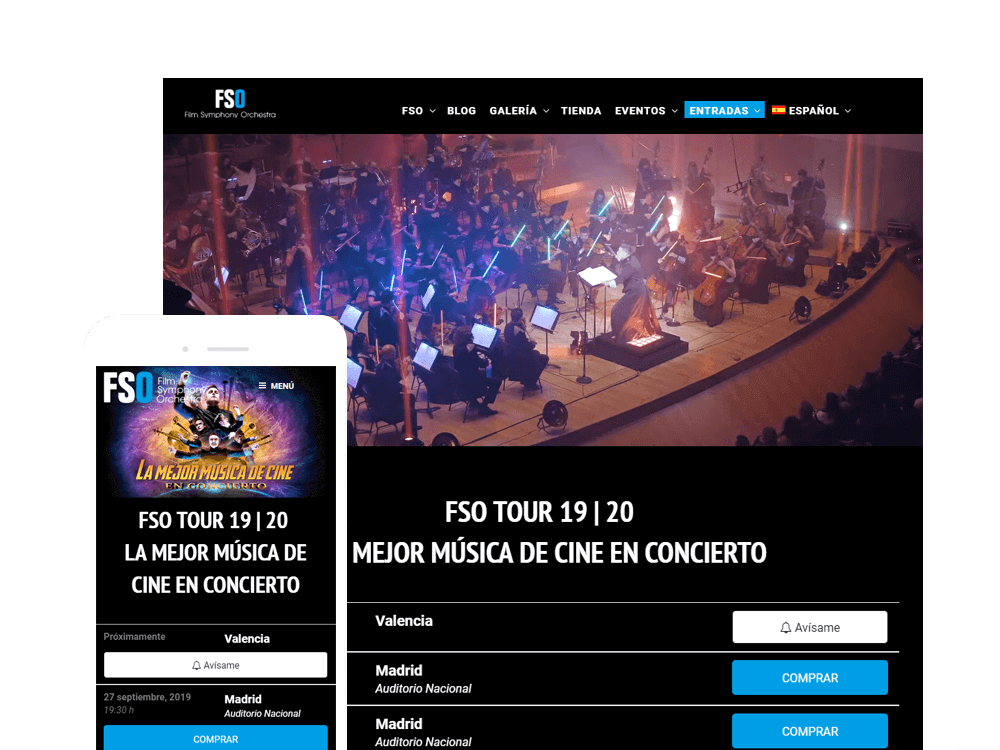 FSO
Film Symphony Orchestra
FSO BLOG GALERÍA TIENDA EVENTOS ENTRADAS ESPAÑOL
FSO TOUR 19 | 20
MEJOR MÚSICA DE CINE EN CONCIERTO
Valencia
Avísame
Madrid
Auditorio Nacional
COMPRAR
Madrid
Auditorio Nacional
COMPRAR
FSO Film
Symphony
Orchestra
MENÚ
LA MEJOR MÚSICA DE CINE
EN CONCIERTO
FSO TOUR 19 | 20
LA MEJOR MÚSICA DE
CINE EN CONCIERTO
Próximamente Valencia
Avísame
27 septiembre, 2019 Madrid
19:30 h Auditorio Nacional
COMPRAR